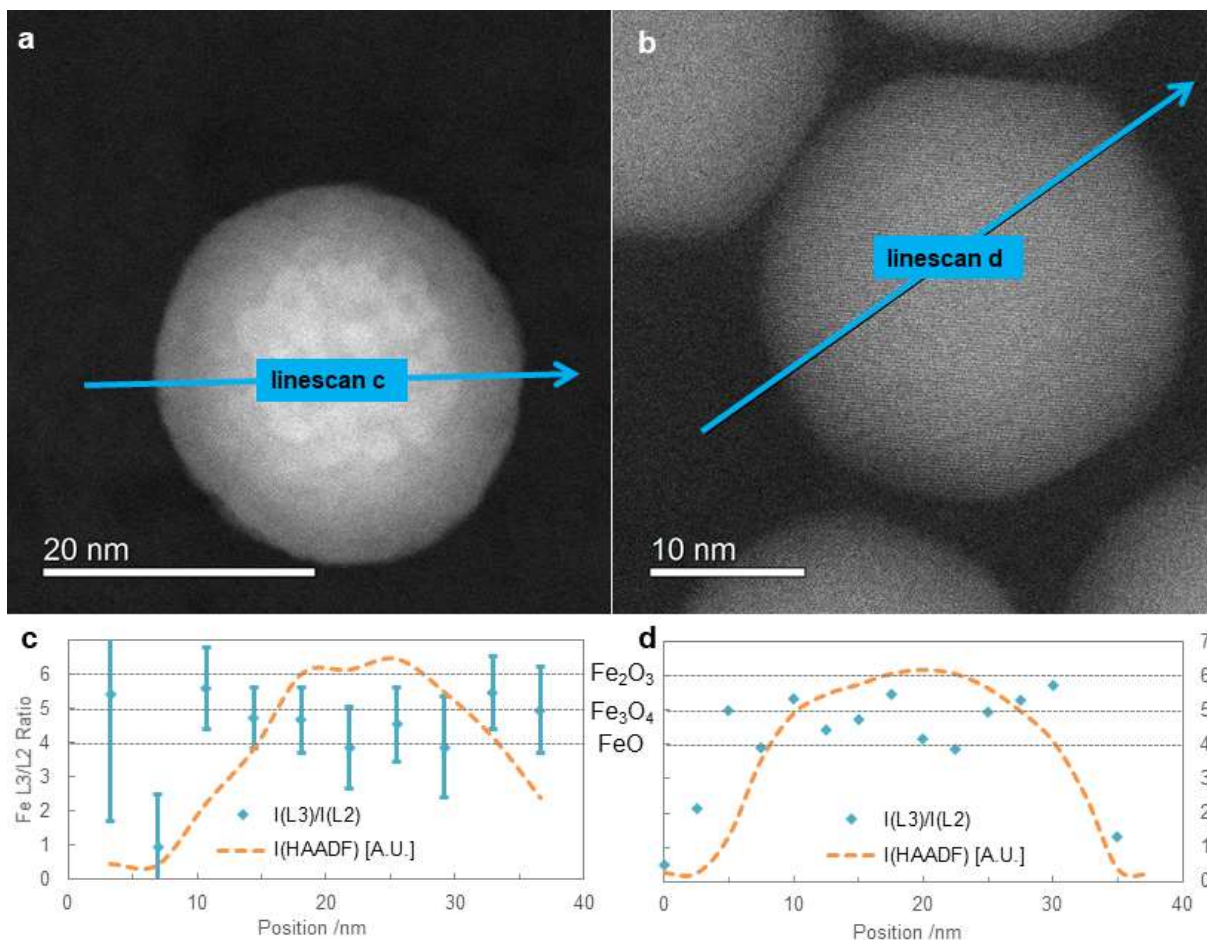 a
linescan c
20 nm
b
linescan d
10 nm
c
Fe L3/L2 Ratio
6
5
4
3
2
1
0
I(L3)/I(L2)
I(HAADF) [A.U.]
0
10
20
30
40
Position /nm
Fe₂O₃
Fe₃O₄
FeO
d
7
6
5
4
3
2
1
0
I(L3)/I(L2)
I(HAADF) [A.U.]
0
10
20
30
40
Position /nm